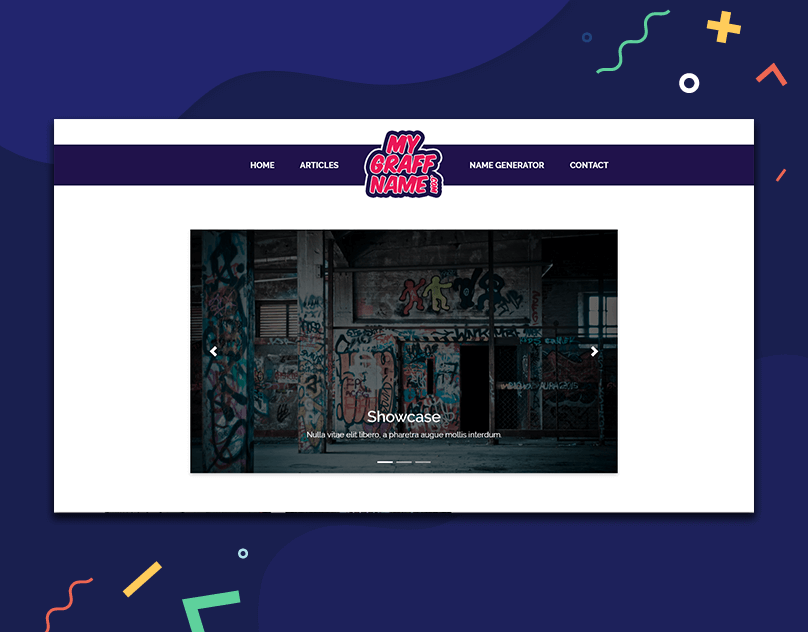 HOME ARTICLES NAME GENERATOR CONTACT
MY
GRAFF
NAME
.COM
Showcase
Nulla vitae elit libero, a pharetra augue mollis interdum.